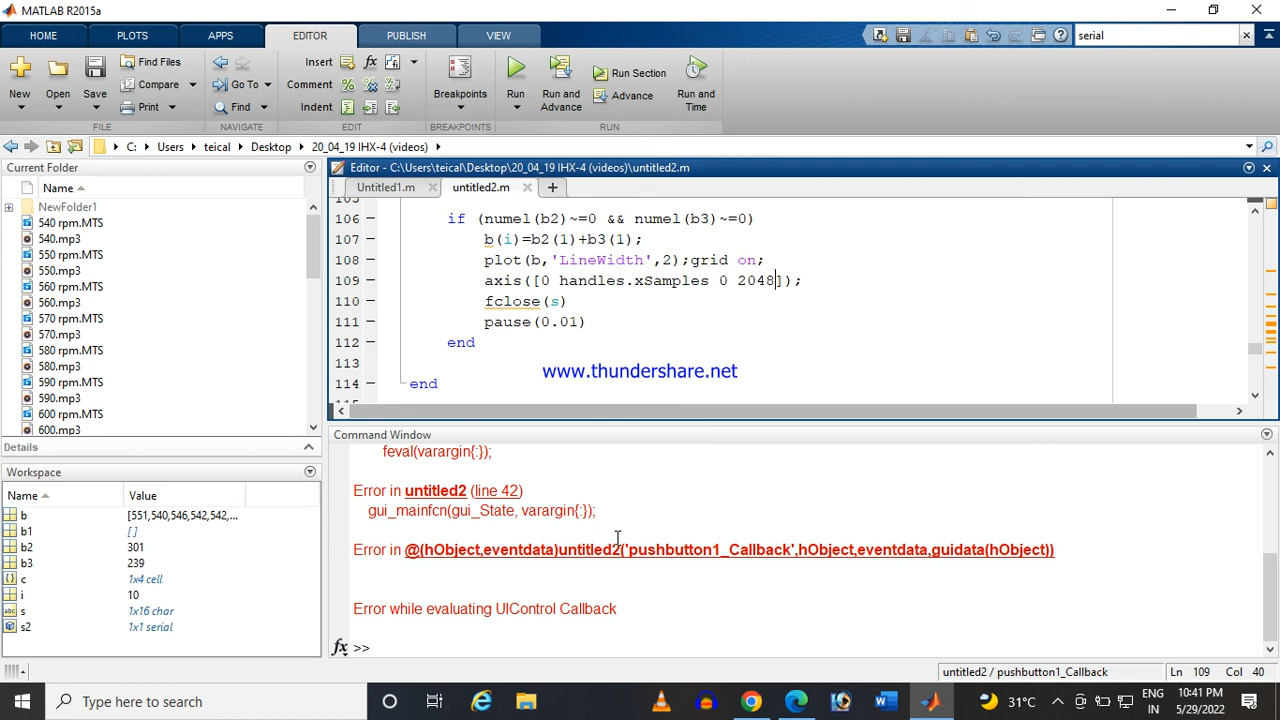 MATLAB R2015a
HOME PLOTS APPS EDITOR PUBLISH VIEW serial
New Open Save Find Files Compare Print
FILE
Go To Find
NAVIGATE
Insert fx Comment % Indent
EDIT
Breakpoints
BREAKPOINTS
Run Run and Advance Run Section Advance Run and Time
RUN
C: Users teical Desktop 20_04_19 IHX-4 (videos)
Current Folder
Name
NewFolder1
540 rpm.MTS
540.mp3
550 rpm.MTS
550.mp3
560 rpm.MTS
560.mp3
570 rpm.MTS
570.mp3
580 rpm.MTS
580.mp3
590 rpm.MTS
590.mp3
600 rpm.MTS
600.mp3
Details
Workspace
Name Value
b [551,540,546,542,542,...
b1 [ ]
b2 301
b3 239
c 1x4 cell
i 10
s 1x16 char
s2 1x1 serial
Editor - C:\Users\teical\Desktop\20_04_19 IHX-4 (videos)\untitled2.m
Untitled1.m untitled2.m
105
106 if (numel(b2)~=0 && numel(b3)~=0)
107 b(i)=b2(1)+b3(1);
108 plot(b,'LineWidth',2);grid on;
109 axis([0 handles.xSamples 0 2048]);
110 fclose(s)
111 pause(0.01)
112 end
113
114 end
www.thundershare.net
Command Window
feval(varargin{:});
Error in untitled2 (line 42)
gui_mainfcn(gui_State, varargin{:});
Error in @(hObject,eventdata)untitled2('pushbutton1_Callback',hObject,eventdata,guidata(hObject))
Error while evaluating UIControl Callback
fx >>
untitled2 / pushbutton1_Callback Ln 109 Col 40
Type here to search
31°C
ENG
IN
10:41 PM
5/29/2022